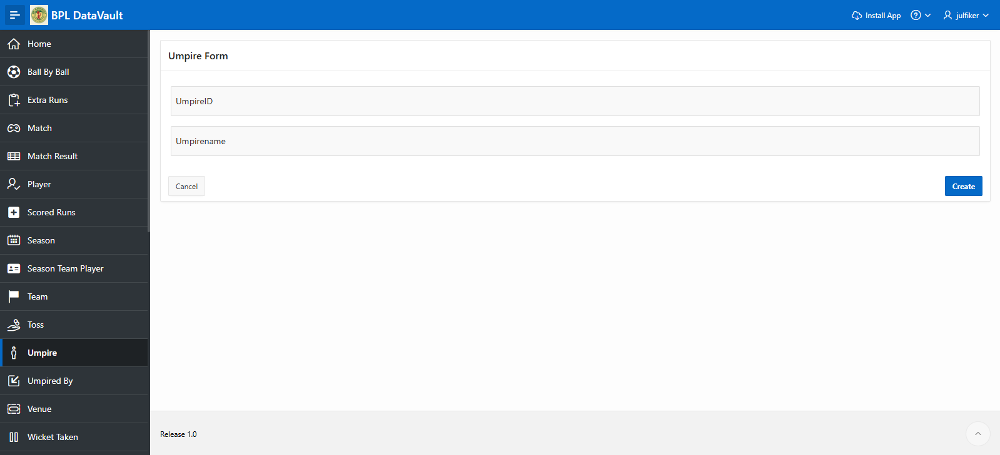 BPL DataVault
Install App
julfiker
Home
Ball By Ball
Extra Runs
Match
Match Result
Player
Scored Runs
Season
Season Team Player
Team
Toss
Umpire
Umpired By
Venue
Wicket Taken
Umpire Form
UmpireID
Umpirename
Cancel
Create
Release 1.0